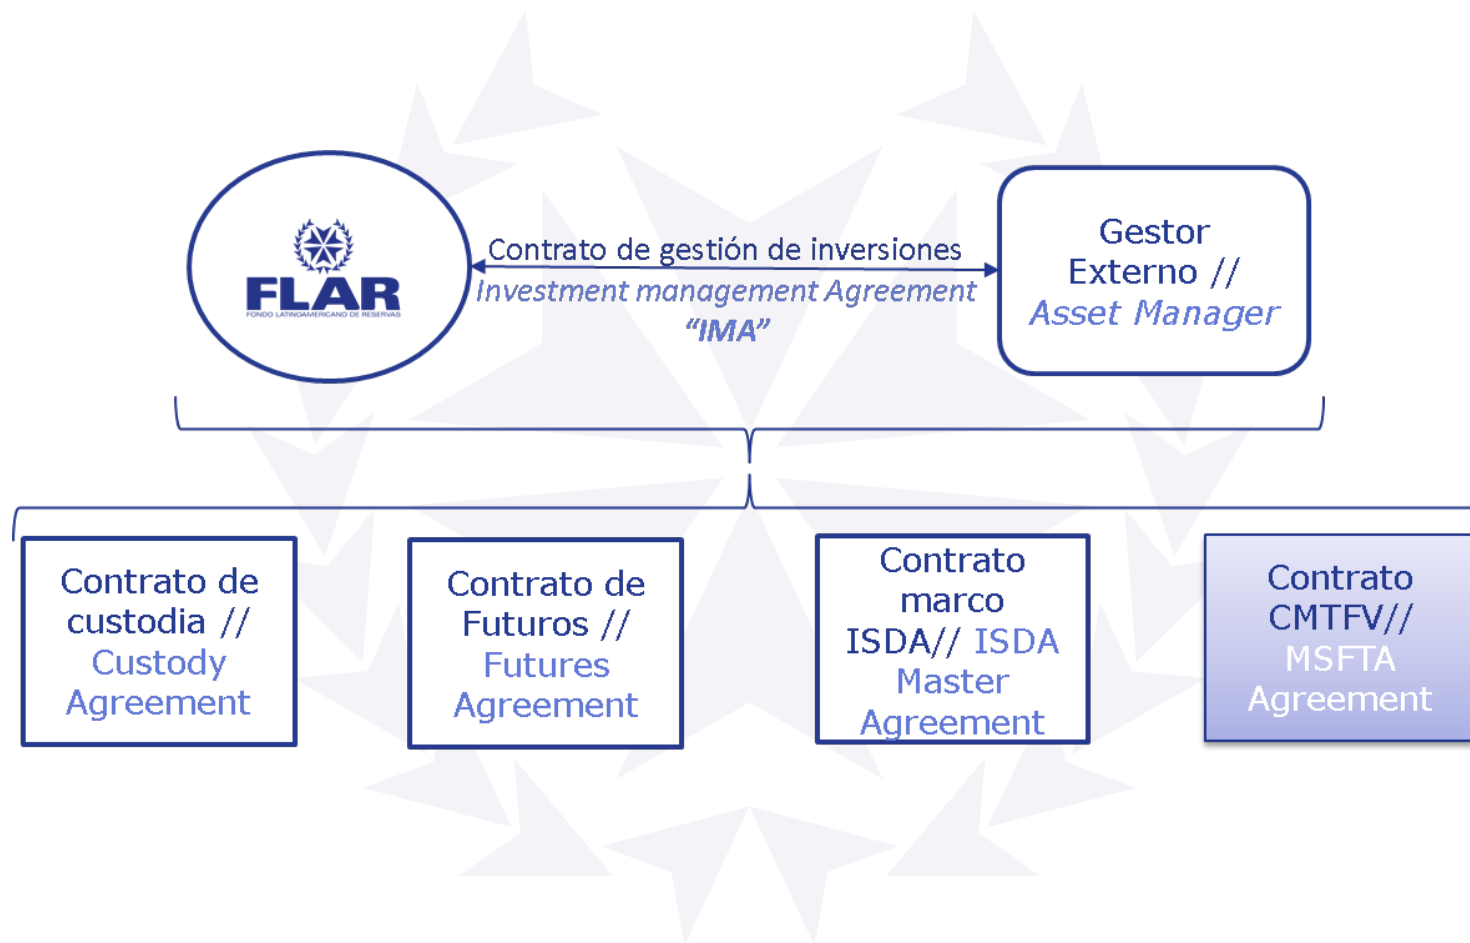 FLAR
FONDO LATINOAMERICANO DE RESERVAS
Contrato de gestión de inversiones
Investment management Agreement
“IMA”
Gestor
Externo //
Asset Manager
Contrato de
custodia //
Custody
Agreement
Contrato de
Futuros //
Futures
Agreement
Contrato
marco
ISDA// ISDA
Master
Agreement
Contrato
CMTFV//
MSFTA
Agreement